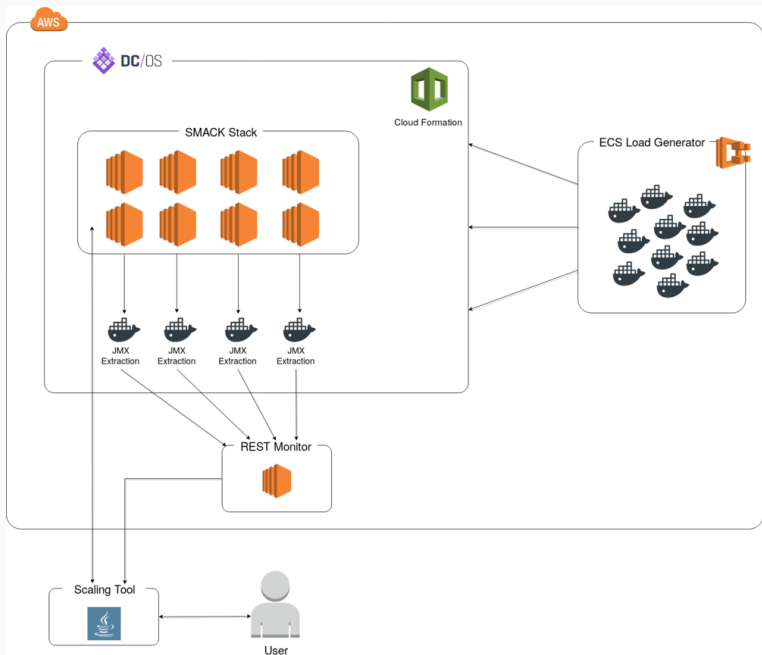 AWS
DC/OS
Cloud Formation
SMACK Stack
ECS Load Generator
JMX
Extraction
JMX
Extraction
JMX
Extraction
JMX
Extraction
REST Monitor
Scaling Tool
User